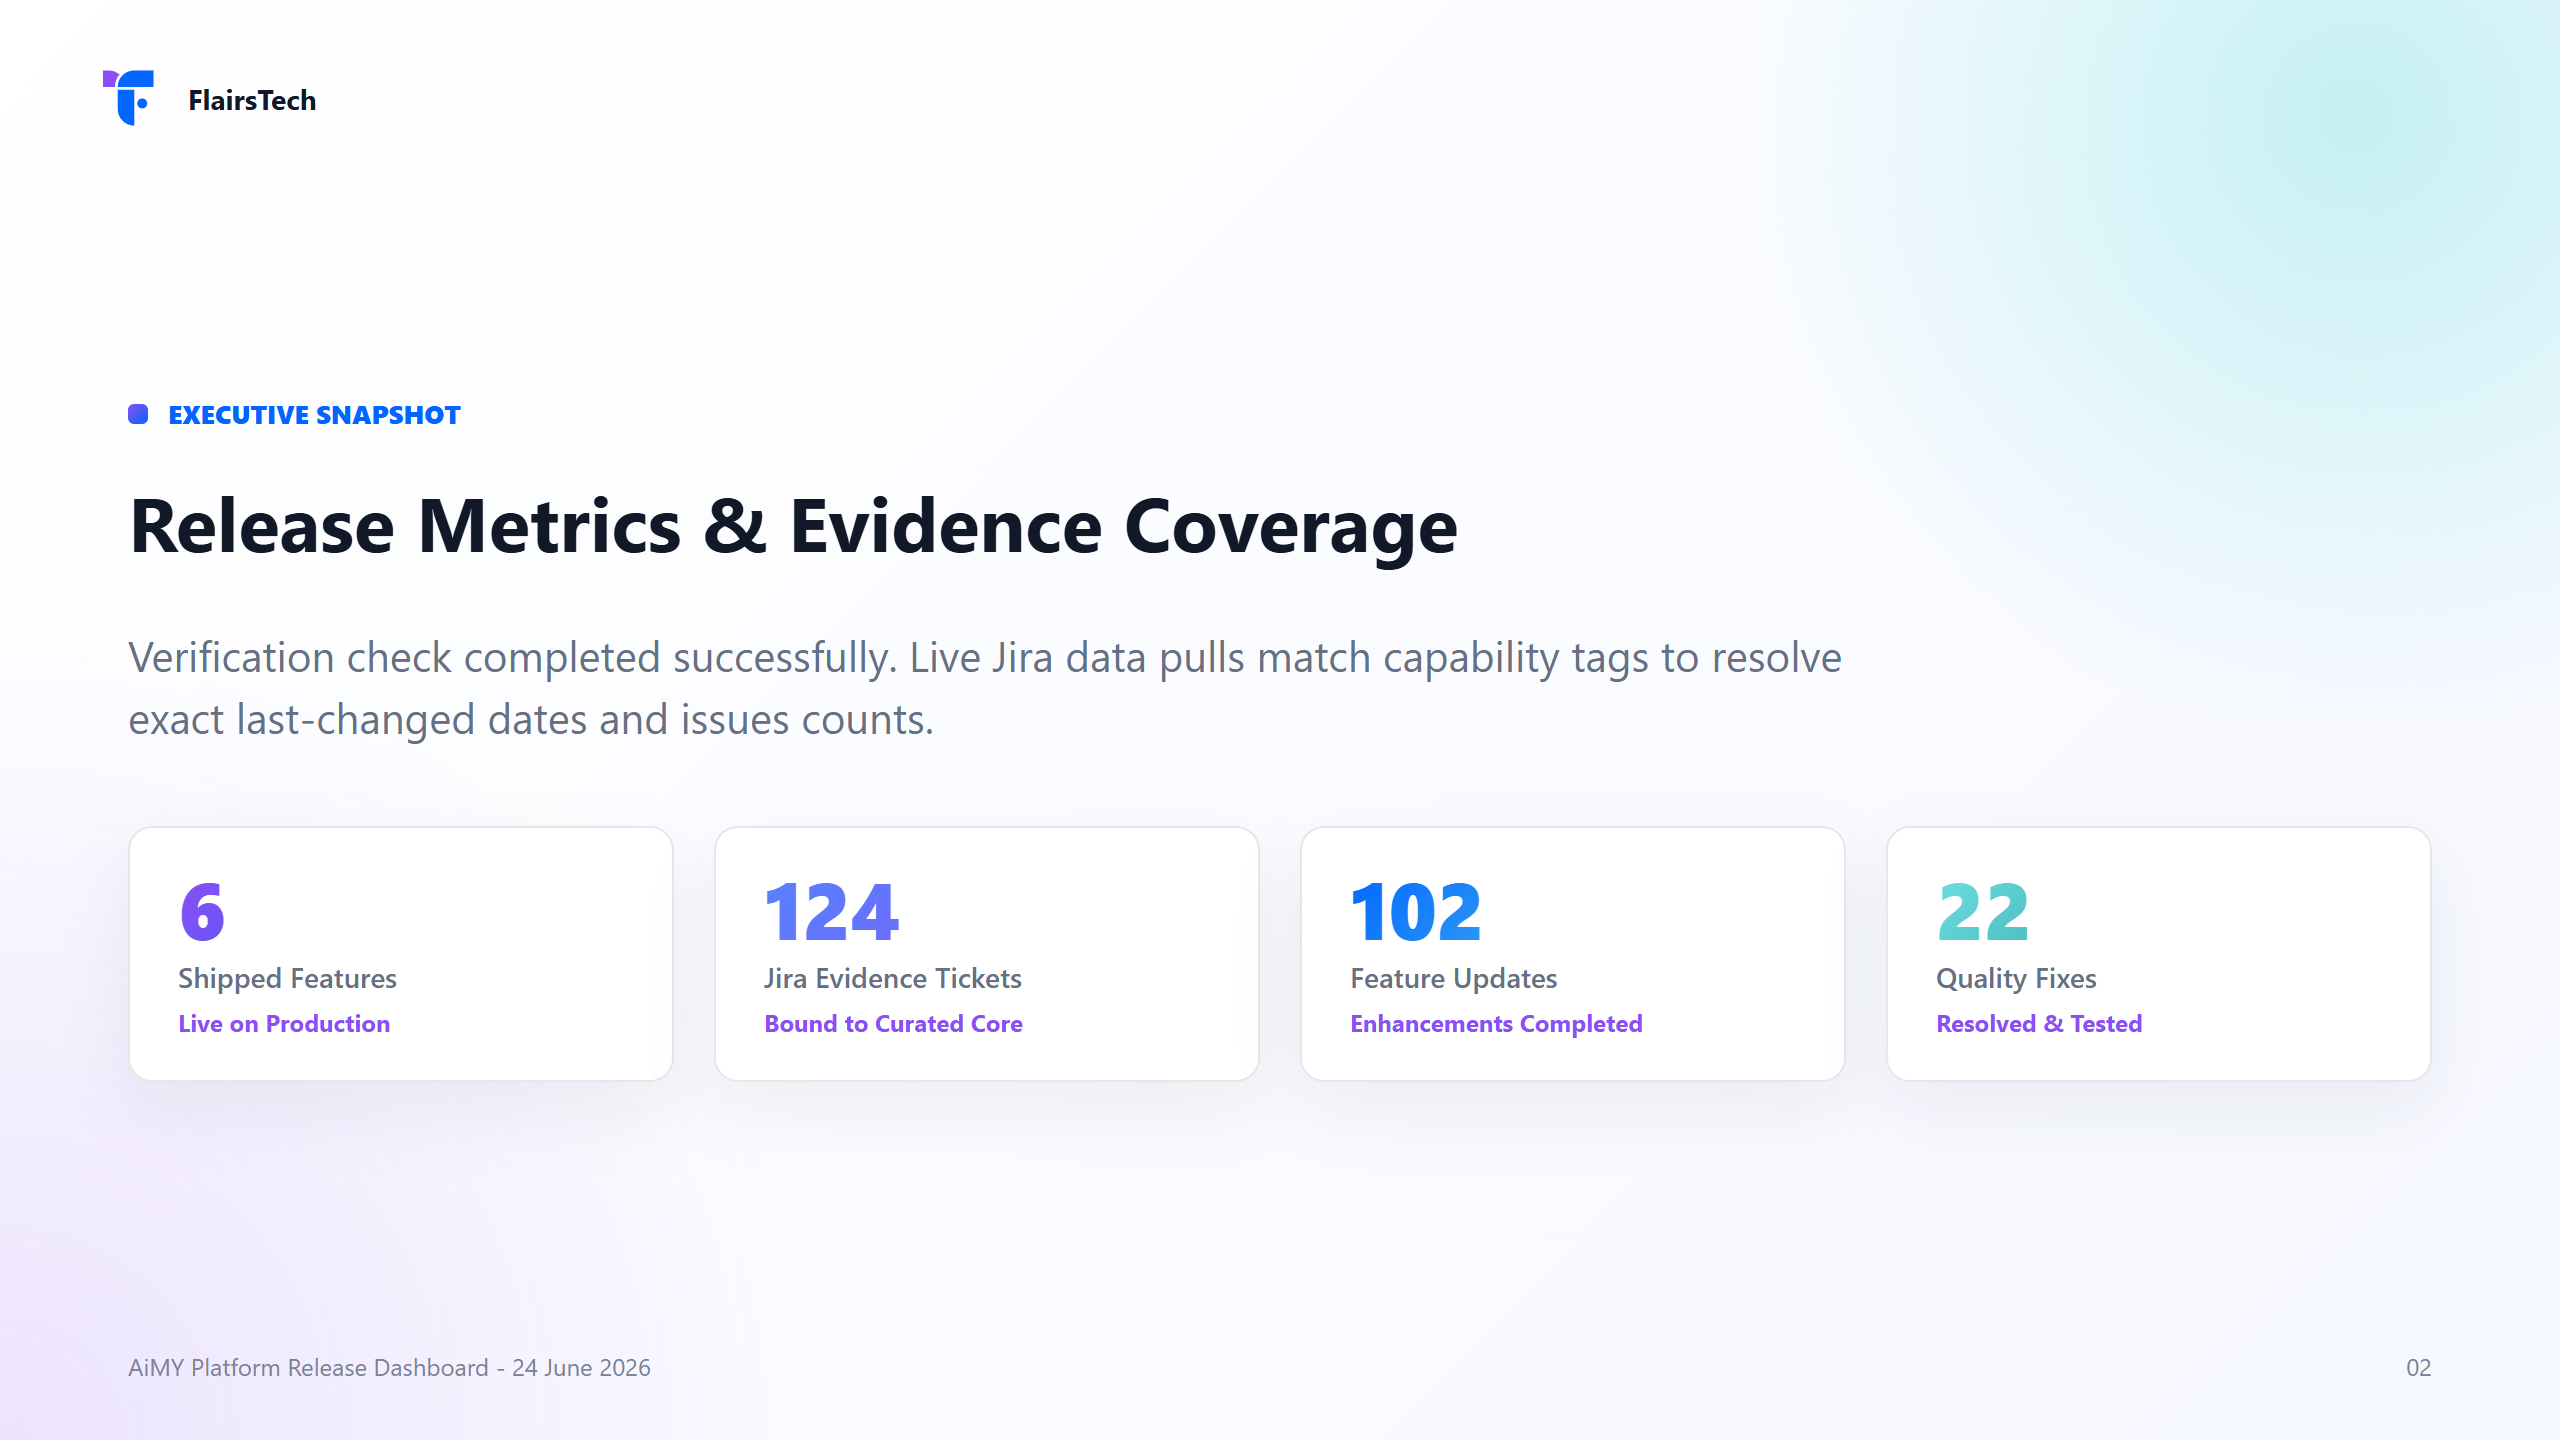 FlairsTech
EXECUTIVE SNAPSHOT
Release Metrics & Evidence Coverage
Verification check completed successfully. Live Jira data pulls match capability tags to resolve
exact last-changed dates and issues counts.
6
Shipped Features
Live on Production
124
Jira Evidence Tickets
Bound to Curated Core
102
Feature Updates
Enhancements Completed
22
Quality Fixes
Resolved & Tested
AiMY Platform Release Dashboard - 24 June 2026
02